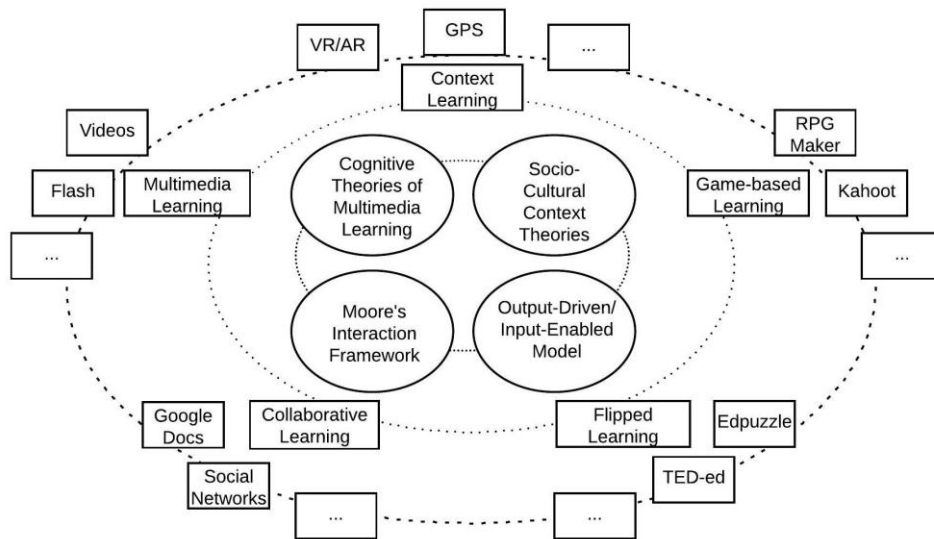 GPS
VR/AR
...
Context
Learning
Videos
RPG
Maker
Flash
Multimedia
Learning
Cognitive
Theories of
Multimedia
Learning
Socio-
Cultural
Context
Theories
Game-based
Learning
Kahoot
...
...
Moore's
Interaction
Framework
Output-Driven/
Input-Enabled
Model
Google
Docs
Collaborative
Learning
Flipped
Learning
Edpuzzle
Social
Networks
TED-ed
...
...